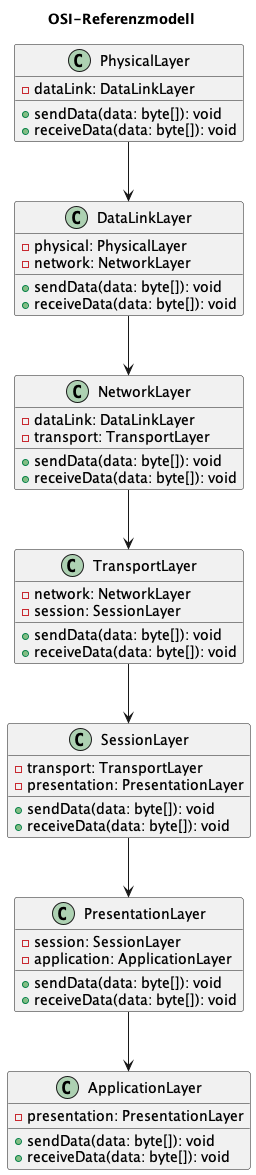 OSI-Referenzmodell
C PhysicalLayer
dataLink: DataLinkLayer
sendData(data: byte[]): void
receiveData(data: byte[]): void
C DataLinkLayer
physical: PhysicalLayer
network: NetworkLayer
sendData(data: byte[]): void
receiveData(data: byte[]): void
C NetworkLayer
dataLink: DataLinkLayer
transport: TransportLayer
sendData(data: byte[]): void
receiveData(data: byte[]): void
C TransportLayer
network: NetworkLayer
session: SessionLayer
sendData(data: byte[]): void
receiveData(data: byte[]): void
C SessionLayer
transport: TransportLayer
presentation: PresentationLayer
sendData(data: byte[]): void
receiveData(data: byte[]): void
C PresentationLayer
session: SessionLayer
application: ApplicationLayer
sendData(data: byte[]): void
receiveData(data: byte[]): void
C ApplicationLayer
presentation: PresentationLayer
sendData(data: byte[]): void
receiveData(data: byte[]): void